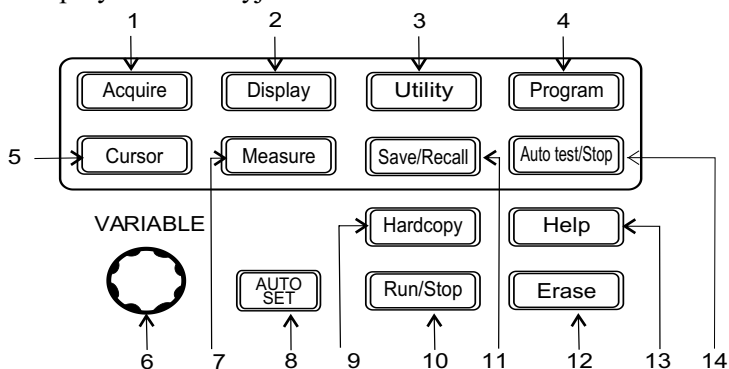 1 2 3 4
Acquire Display Utility Program
5 Cursor Measure Save/Recall Auto test/Stop
VARIABLE Hardcopy Help
AUTO
SET
Run/Stop Erase
6 7 8 9 10 11 12 13 14